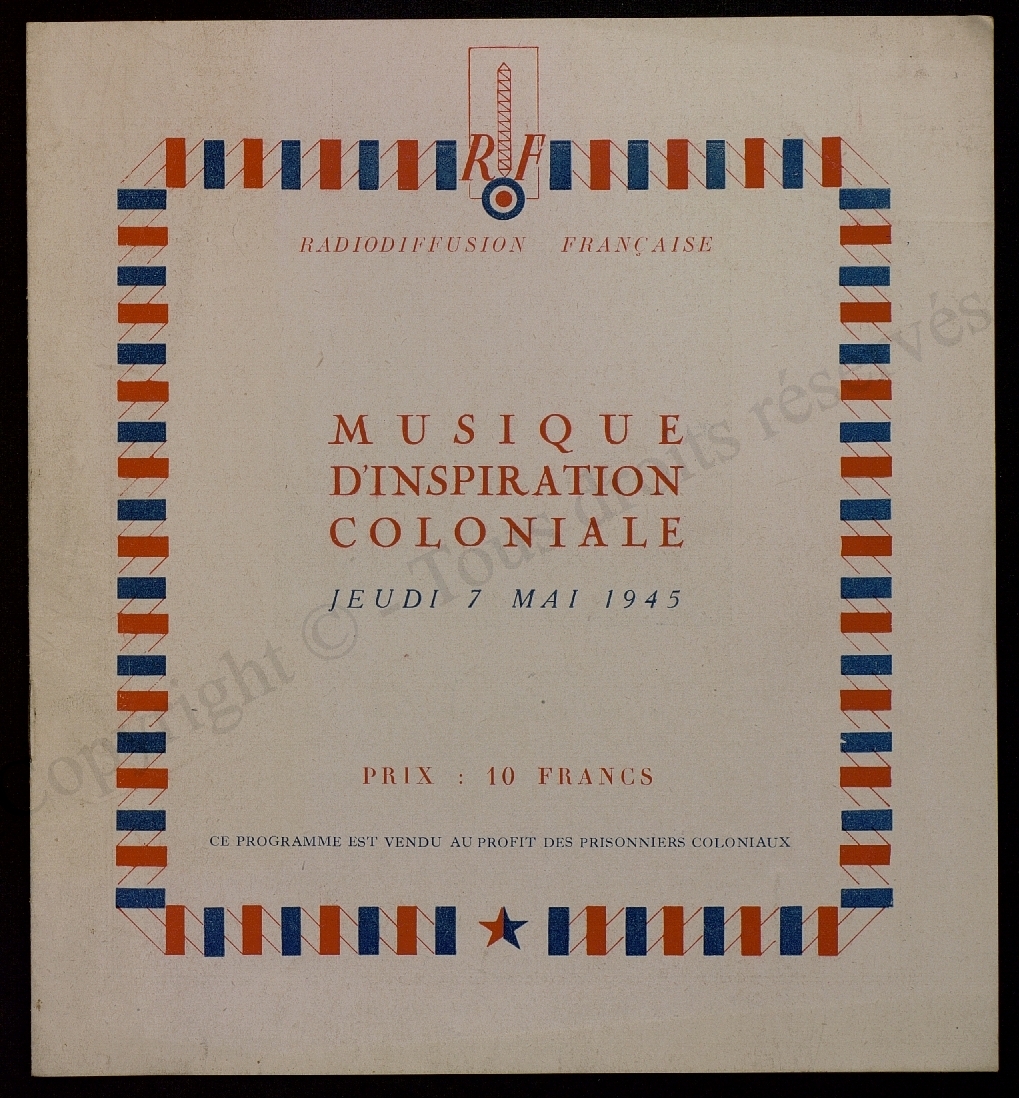 RF
RADIODIFFUSION FRANÇAISE
MUSIQUE
D'INSPIRATION
COLONIALE
JEUDI 7 MAI 1945
PRIX : 10 FRANCS
CE PROGRAMME EST VENDU AU PROFIT DES PRISONNIERS COLONIAUX
Copyright © Tous droits réservés